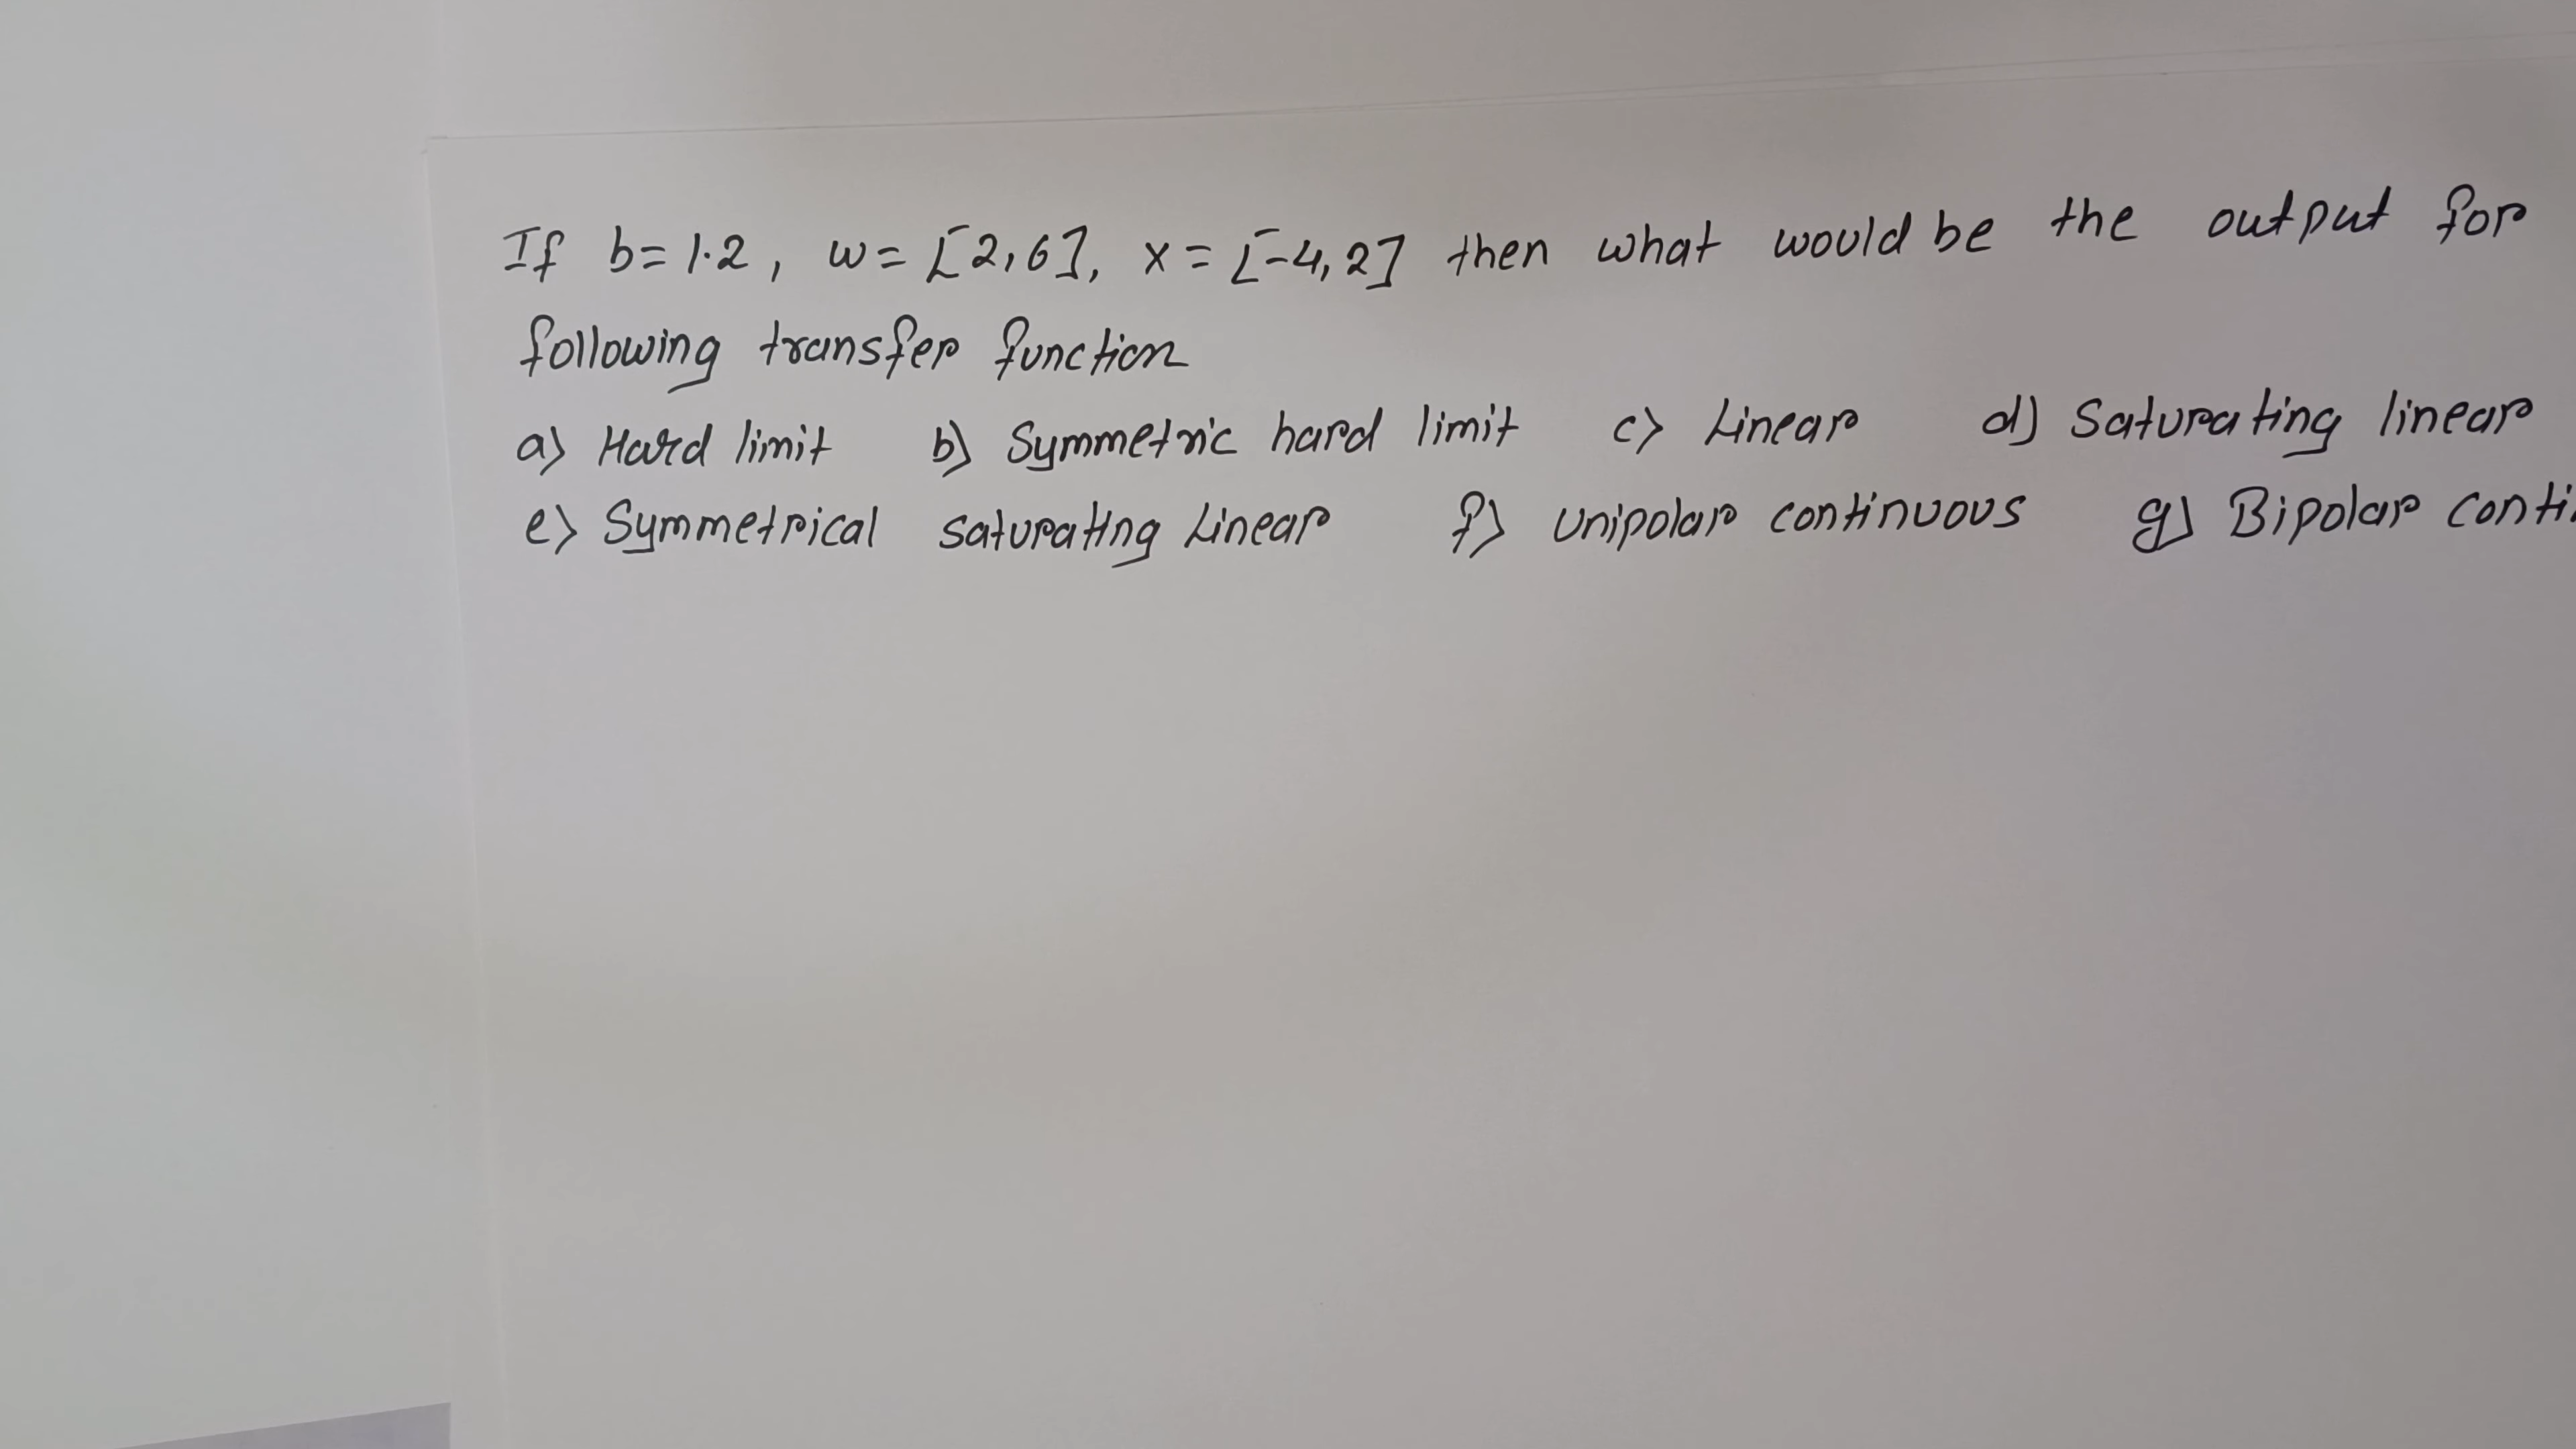 If b=1.2, w=[2,6], x=[-4,2] then what would be the output for
following transfer function
a) Hard limit b) Symmetric hard limit c) Linear d) Saturating linear
e) Symmetrical saturating Linear f) Unipolar continuous g) Bipolar conti